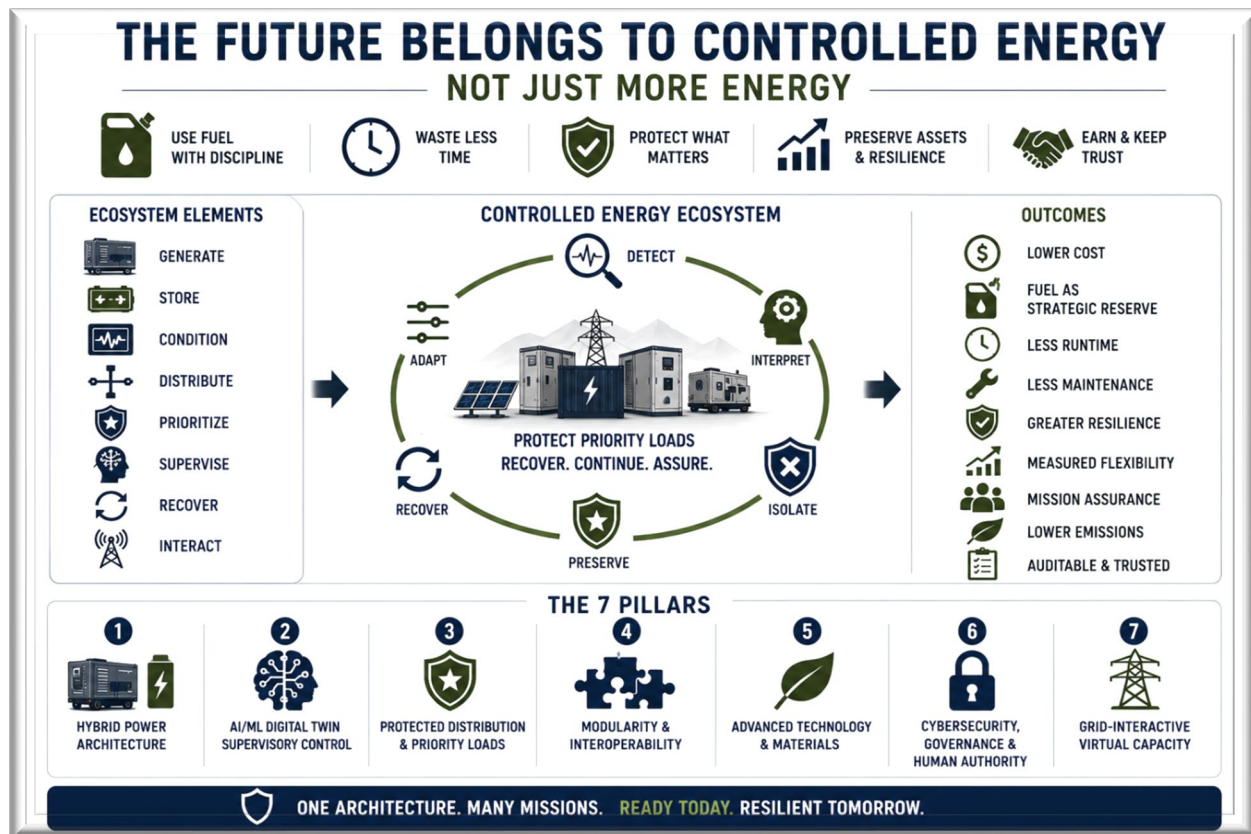 THE FUTURE BELONGS TO CONTROLLED ENERGY
NOT JUST MORE ENERGY
USE FUEL
WITH DISCIPLINE
WASTE LESS
TIME
PROTECT WHAT
MATTERS
PRESERVE ASSETS
& RESILIENCE
EARN & KEEP
TRUST
ECOSYSTEM ELEMENTS
GENERATE
STORE
CONDITION
DISTRIBUTE
PRIORITIZE
SUPERVISE
RECOVER
INTERACT
CONTROLLED ENERGY ECOSYSTEM
DETECT
INTERPRET
ISOLATE
PRESERVE
RECOVER
ADAPT
PROTECT PRIORITY LOADS
RECOVER. CONTINUE. ASSURE.
OUTCOMES
$
LOWER COST
FUEL AS
STRATEGIC RESERVE
LESS RUNTIME
LESS MAINTENANCE
GREATER RESILIENCE
MEASURED FLEXIBILITY
MISSION ASSURANCE
LOWER EMISSIONS
AUDITABLE & TRUSTED
THE 7 PILLARS
1
HYBRID POWER
ARCHITECTURE
2
AI/ML DIGITAL TWIN
SUPERVISORY CONTROL
3
PROTECTED DISTRIBUTION
& PRIORITY LOADS
4
MODULARITY &
INTEROPERABILITY
5
ADVANCED TECHNOLOGY
& MATERIALS
6
CYBERSECURITY,
GOVERNANCE &
HUMAN AUTHORITY
7
GRID-INTERACTIVE
VIRTUAL CAPACITY
ONE ARCHITECTURE. MANY MISSIONS. READY TODAY. RESILIENT TOMORROW.